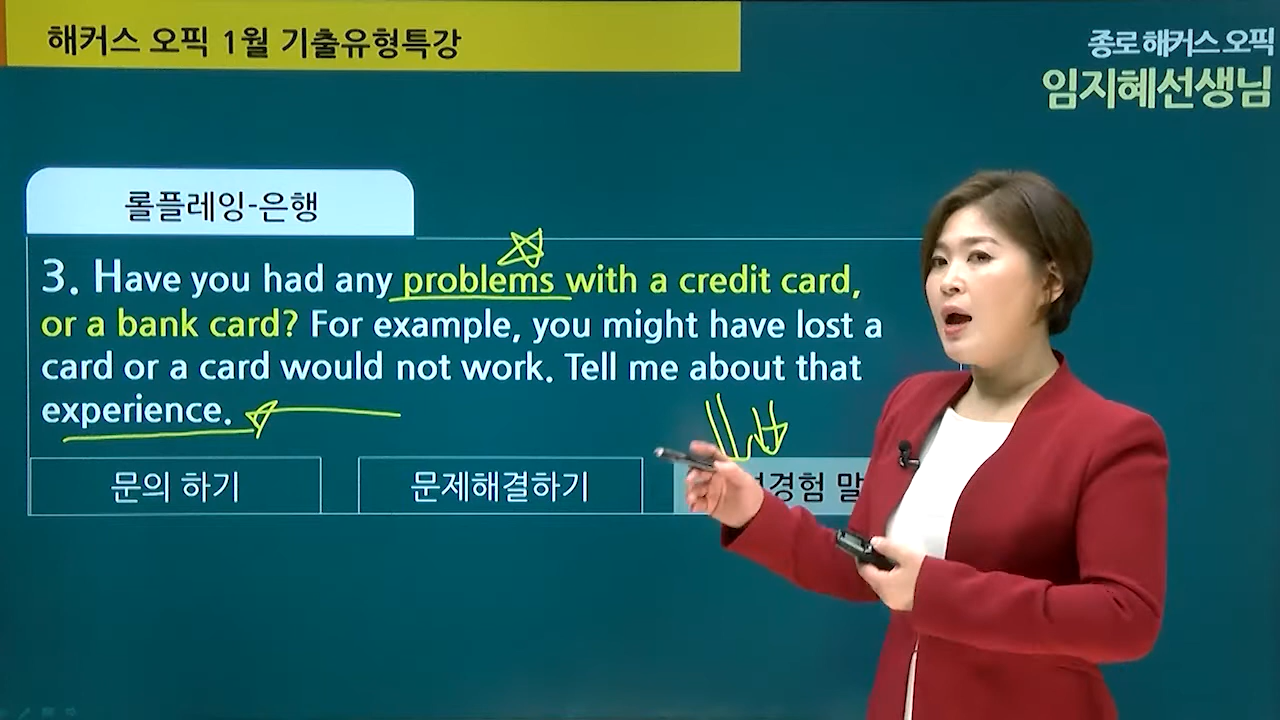 해커스 오픽 1월 기출유형특강
종로 해커스 오픽
임지혜선생님
롤플레잉-은행
3. Have you had any problems with a credit card,
or a bank card? For example, you might have lost a
card or a card would not work. Tell me about that
experience.
문의 하기
문제해결하기
경험 말